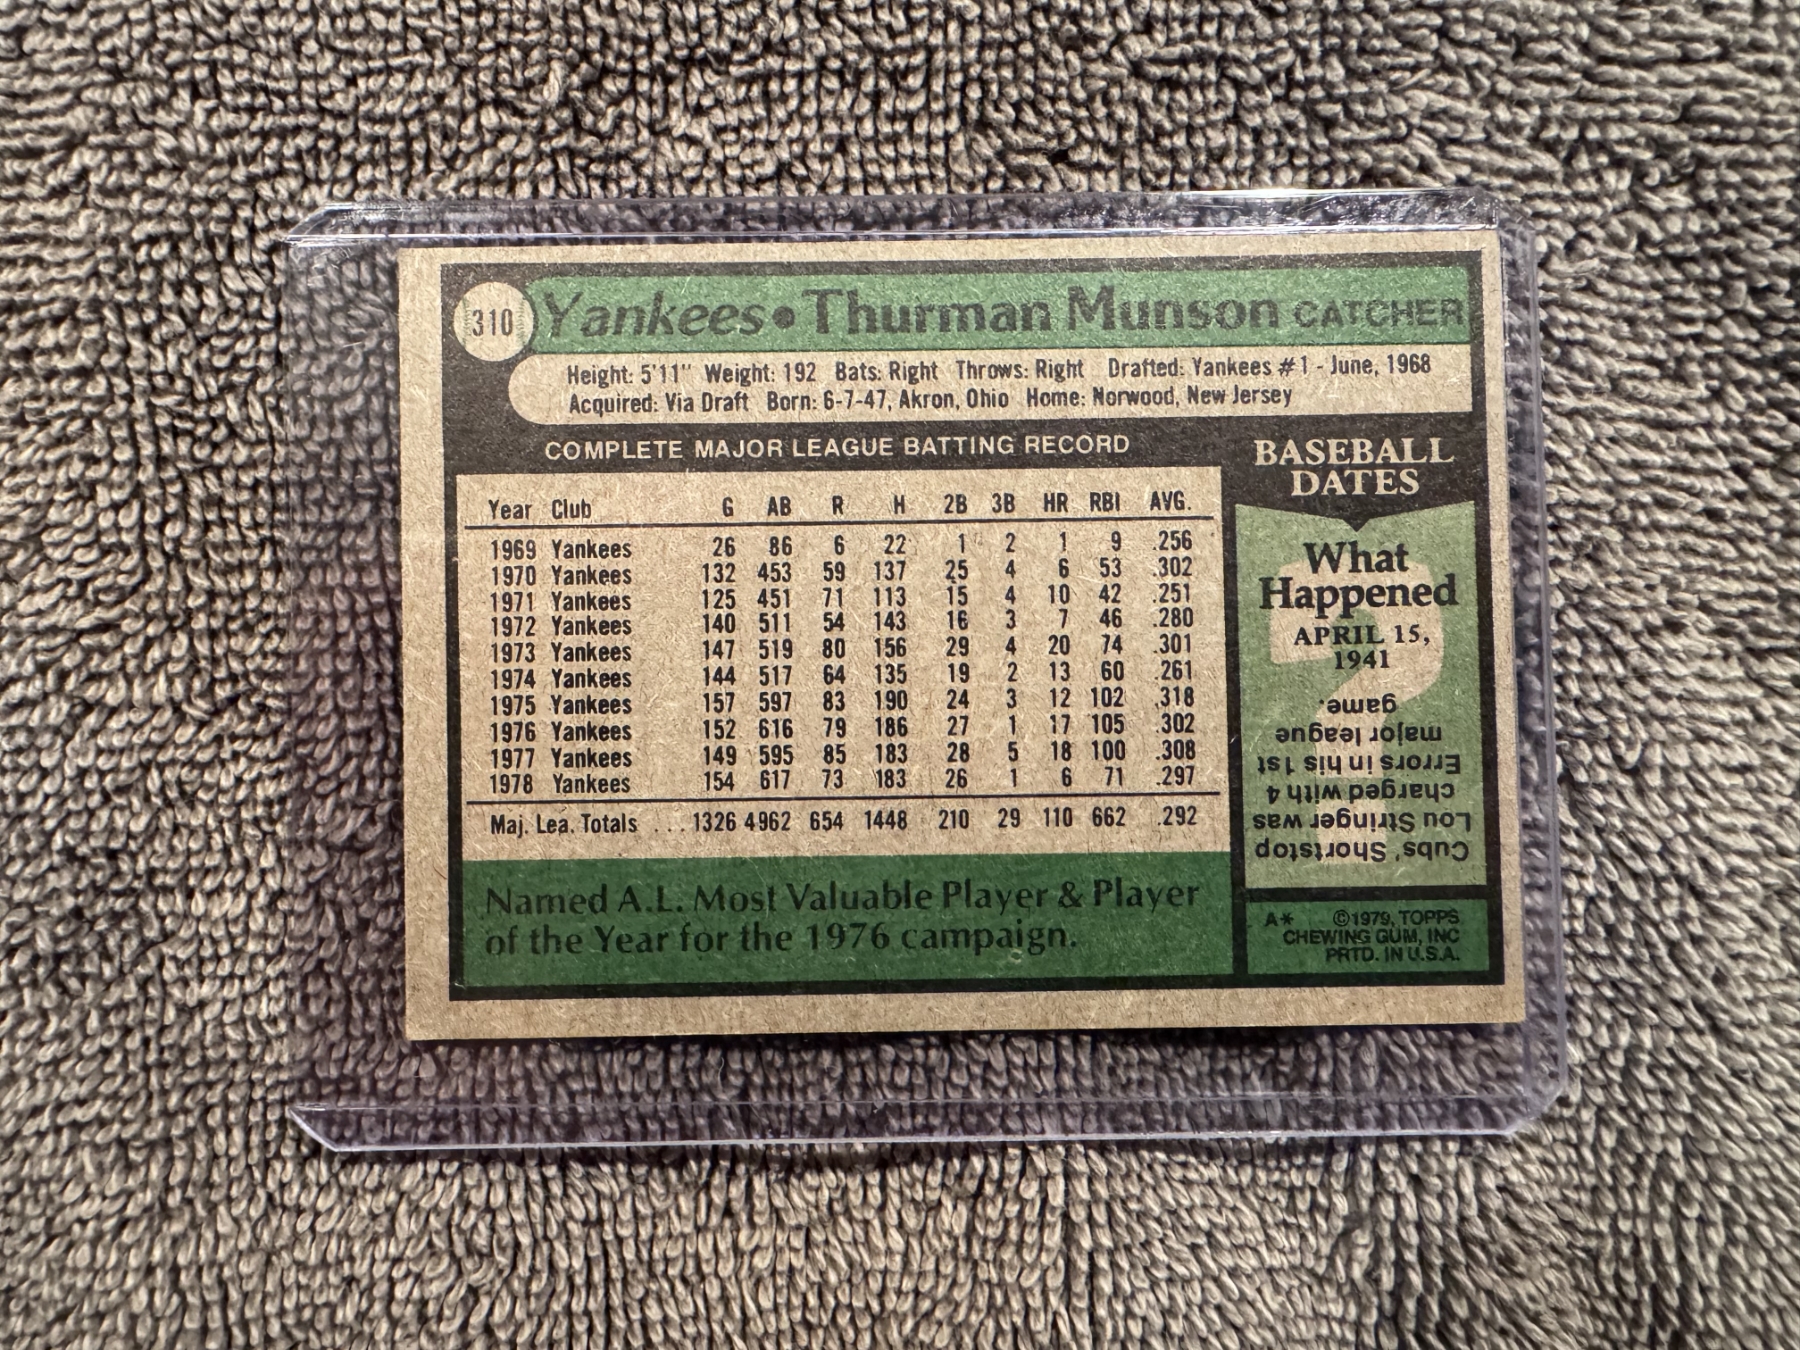 310 Yankees • Thurman Munson CATCHER
Height: 5'11" Weight: 192 Bats: Right Throws: Right Drafted: Yankees #1 - June, 1968
Acquired: Via Draft Born: 6-7-47, Akron, Ohio Home: Norwood, New Jersey
COMPLETE MAJOR LEAGUE BATTING RECORD
Year Club G AB R H 2B 3B HR RBI AVG.
1969 Yankees 26 86 6 22 1 2 1 9 .256
1970 Yankees 132 453 59 137 25 4 6 53 .302
1971 Yankees 125 451 71 113 15 4 10 42 .251
1972 Yankees 140 511 54 143 16 3 7 46 .280
1973 Yankees 147 519 80 156 29 4 20 74 .301
1974 Yankees 144 517 64 135 19 2 13 60 .261
1975 Yankees 157 597 83 190 24 3 12 102 .318
1976 Yankees 152 616 79 186 27 1 17 105 .302
1977 Yankees 149 595 85 183 28 5 18 100 .308
1978 Yankees 154 617 73 183 26 1 6 71 .297
Maj. Lea. Totals ... 1326 4962 654 1448 210 29 110 662 .292
Named A.L. Most Valuable Player & Player
of the Year for the 1976 campaign.
BASEBALL
DATES
What
Happened
APRIL 15,
1941
Cubs' Shortstop
Lou Stringer was
charged with 4
Errors in his 1st
major league
game.
A* ©1979, TOPPS
CHEWING GUM, INC
PRTD. IN U.S.A.